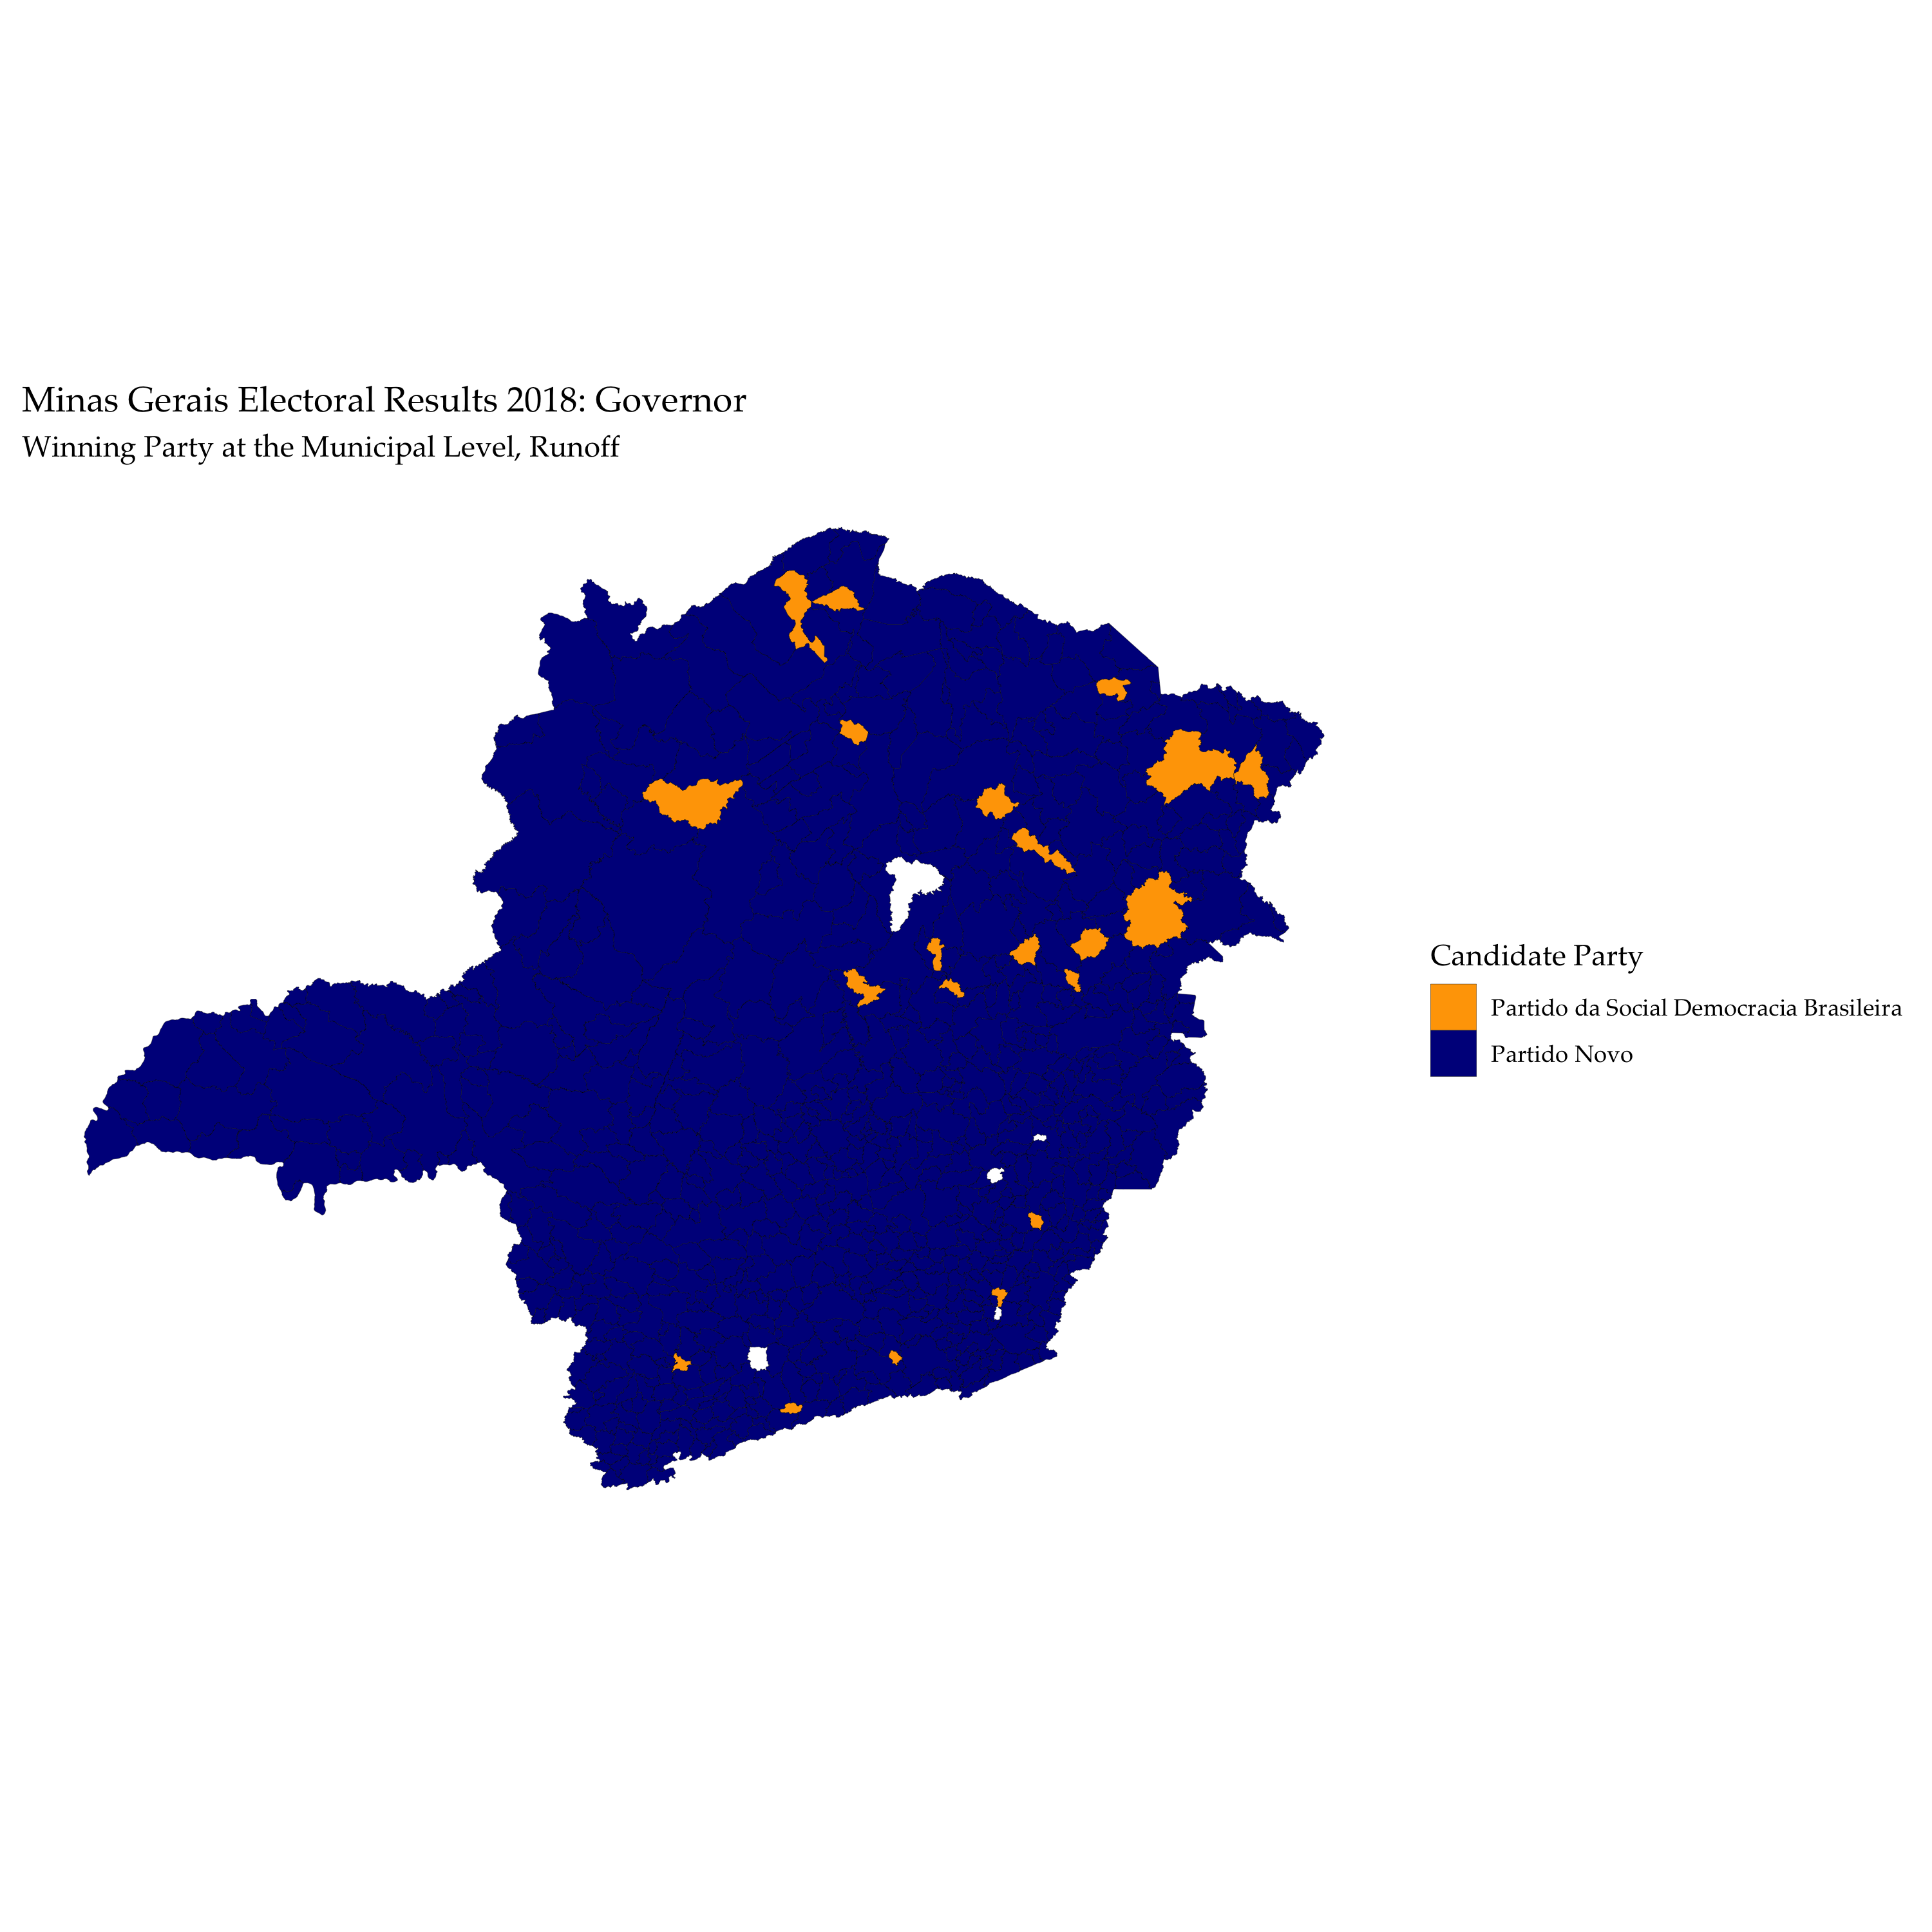 Minas Gerais Electoral Results 2018: Governor
Winning Party at the Municipal Level, Runoff
Candidate Party
Partido da Social Democracia Brasileira
Partido Novo